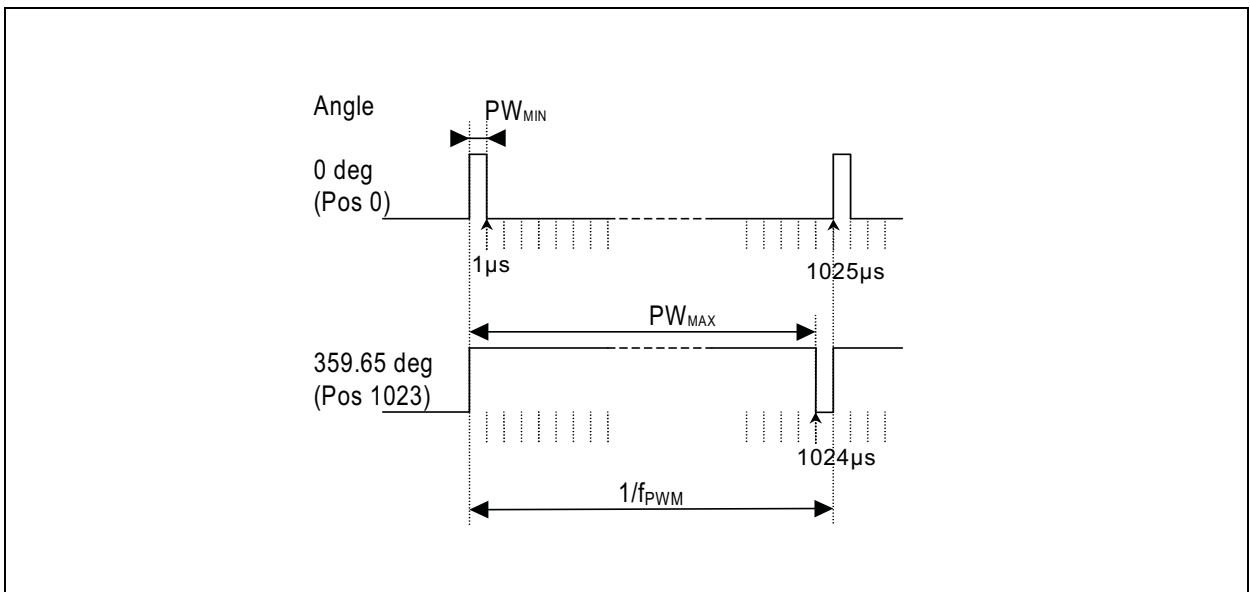 Angle
PWMIN
0 deg
(Pos 0)
1µs
1025µs
PWMAX
359.65 deg
(Pos 1023)
1024µs
1/fPWM